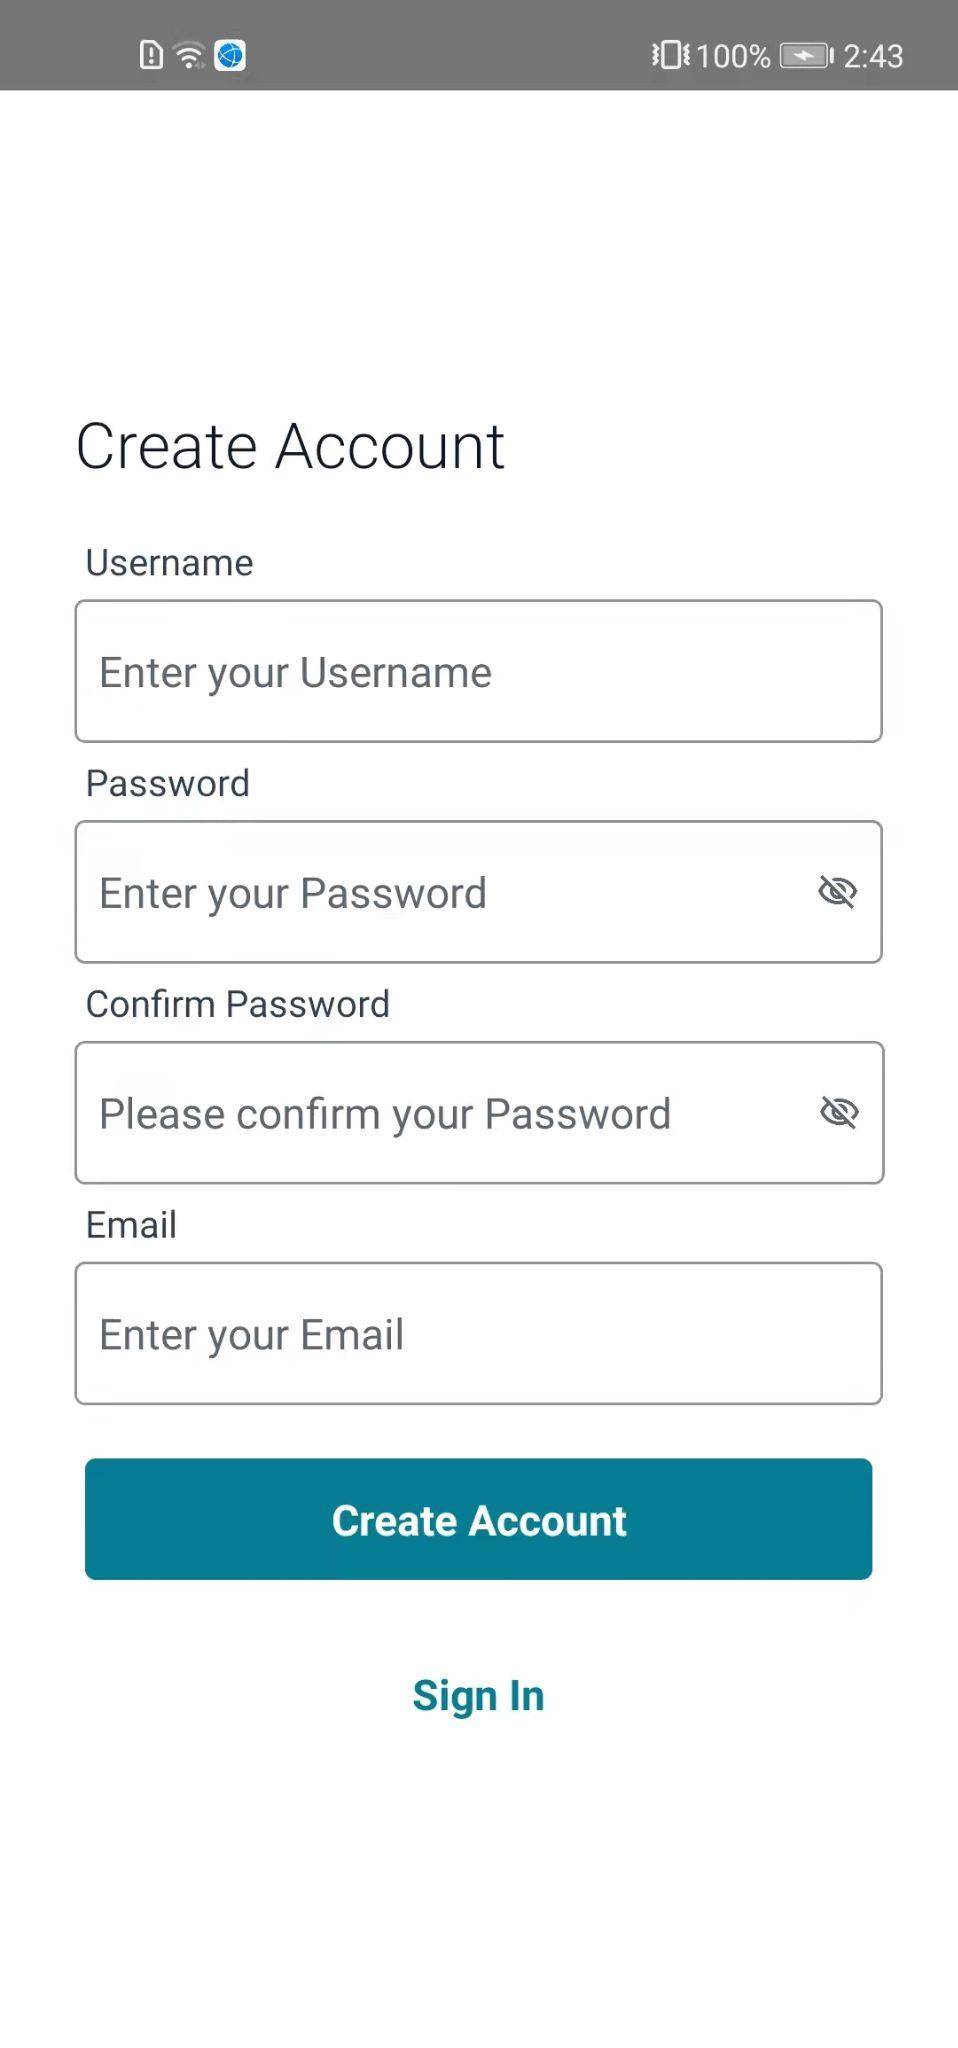 100% 2:43
Create Account
Username
Enter your Username
Password
Enter your Password
Confirm Password
Please confirm your Password
Email
Enter your Email
Create Account
Sign In